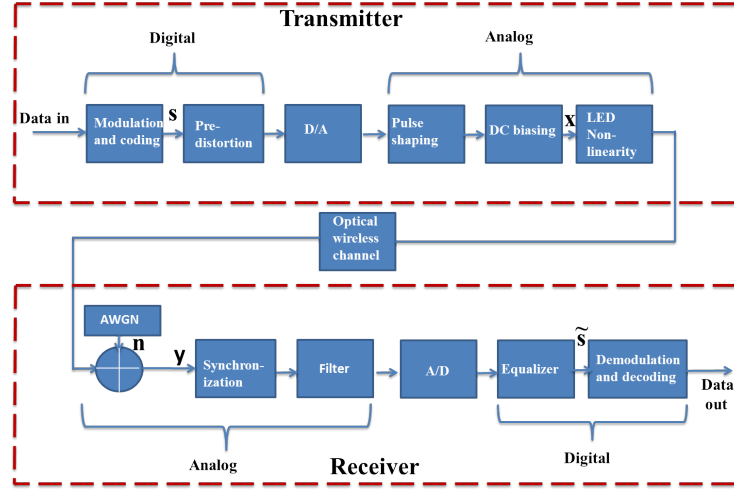 Transmitter
Digital
Analog
Data in
Modulation
and coding
s
Pre-
distortion
D/A
Pulse
shaping
DC biasing
x
LED
Non-
linearity
Optical
wireless
channel
AWGN
n
y
Synchron-
ization
Filter
A/D
Equalizer
s̃
Demodulation
and decoding
Data
out
Analog
Digital
Receiver